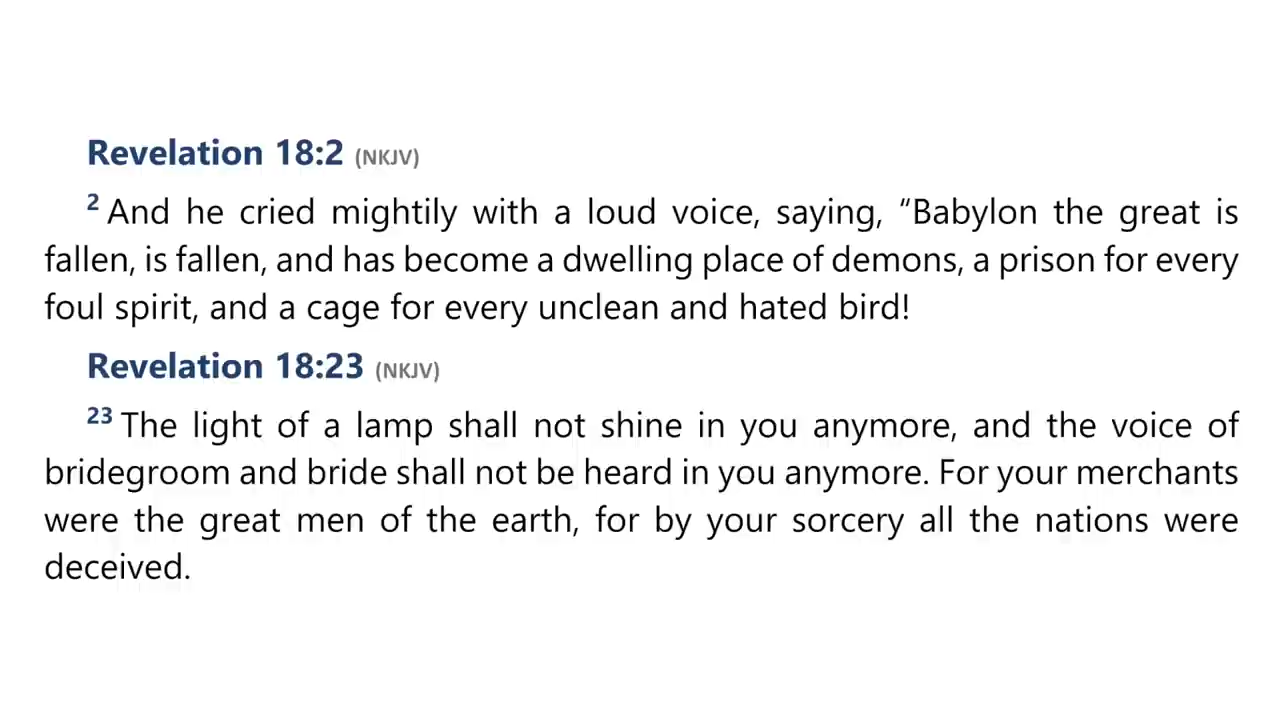 Revelation 18:2 (NKJV)
2 And he cried mightily with a loud voice, saying, “Babylon the great is
fallen, is fallen, and has become a dwelling place of demons, a prison for every
foul spirit, and a cage for every unclean and hated bird!
Revelation 18:23 (NKJV)
23 The light of a lamp shall not shine in you anymore, and the voice of
bridegroom and bride shall not be heard in you anymore. For your merchants
were the great men of the earth, for by your sorcery all the nations were
deceived.